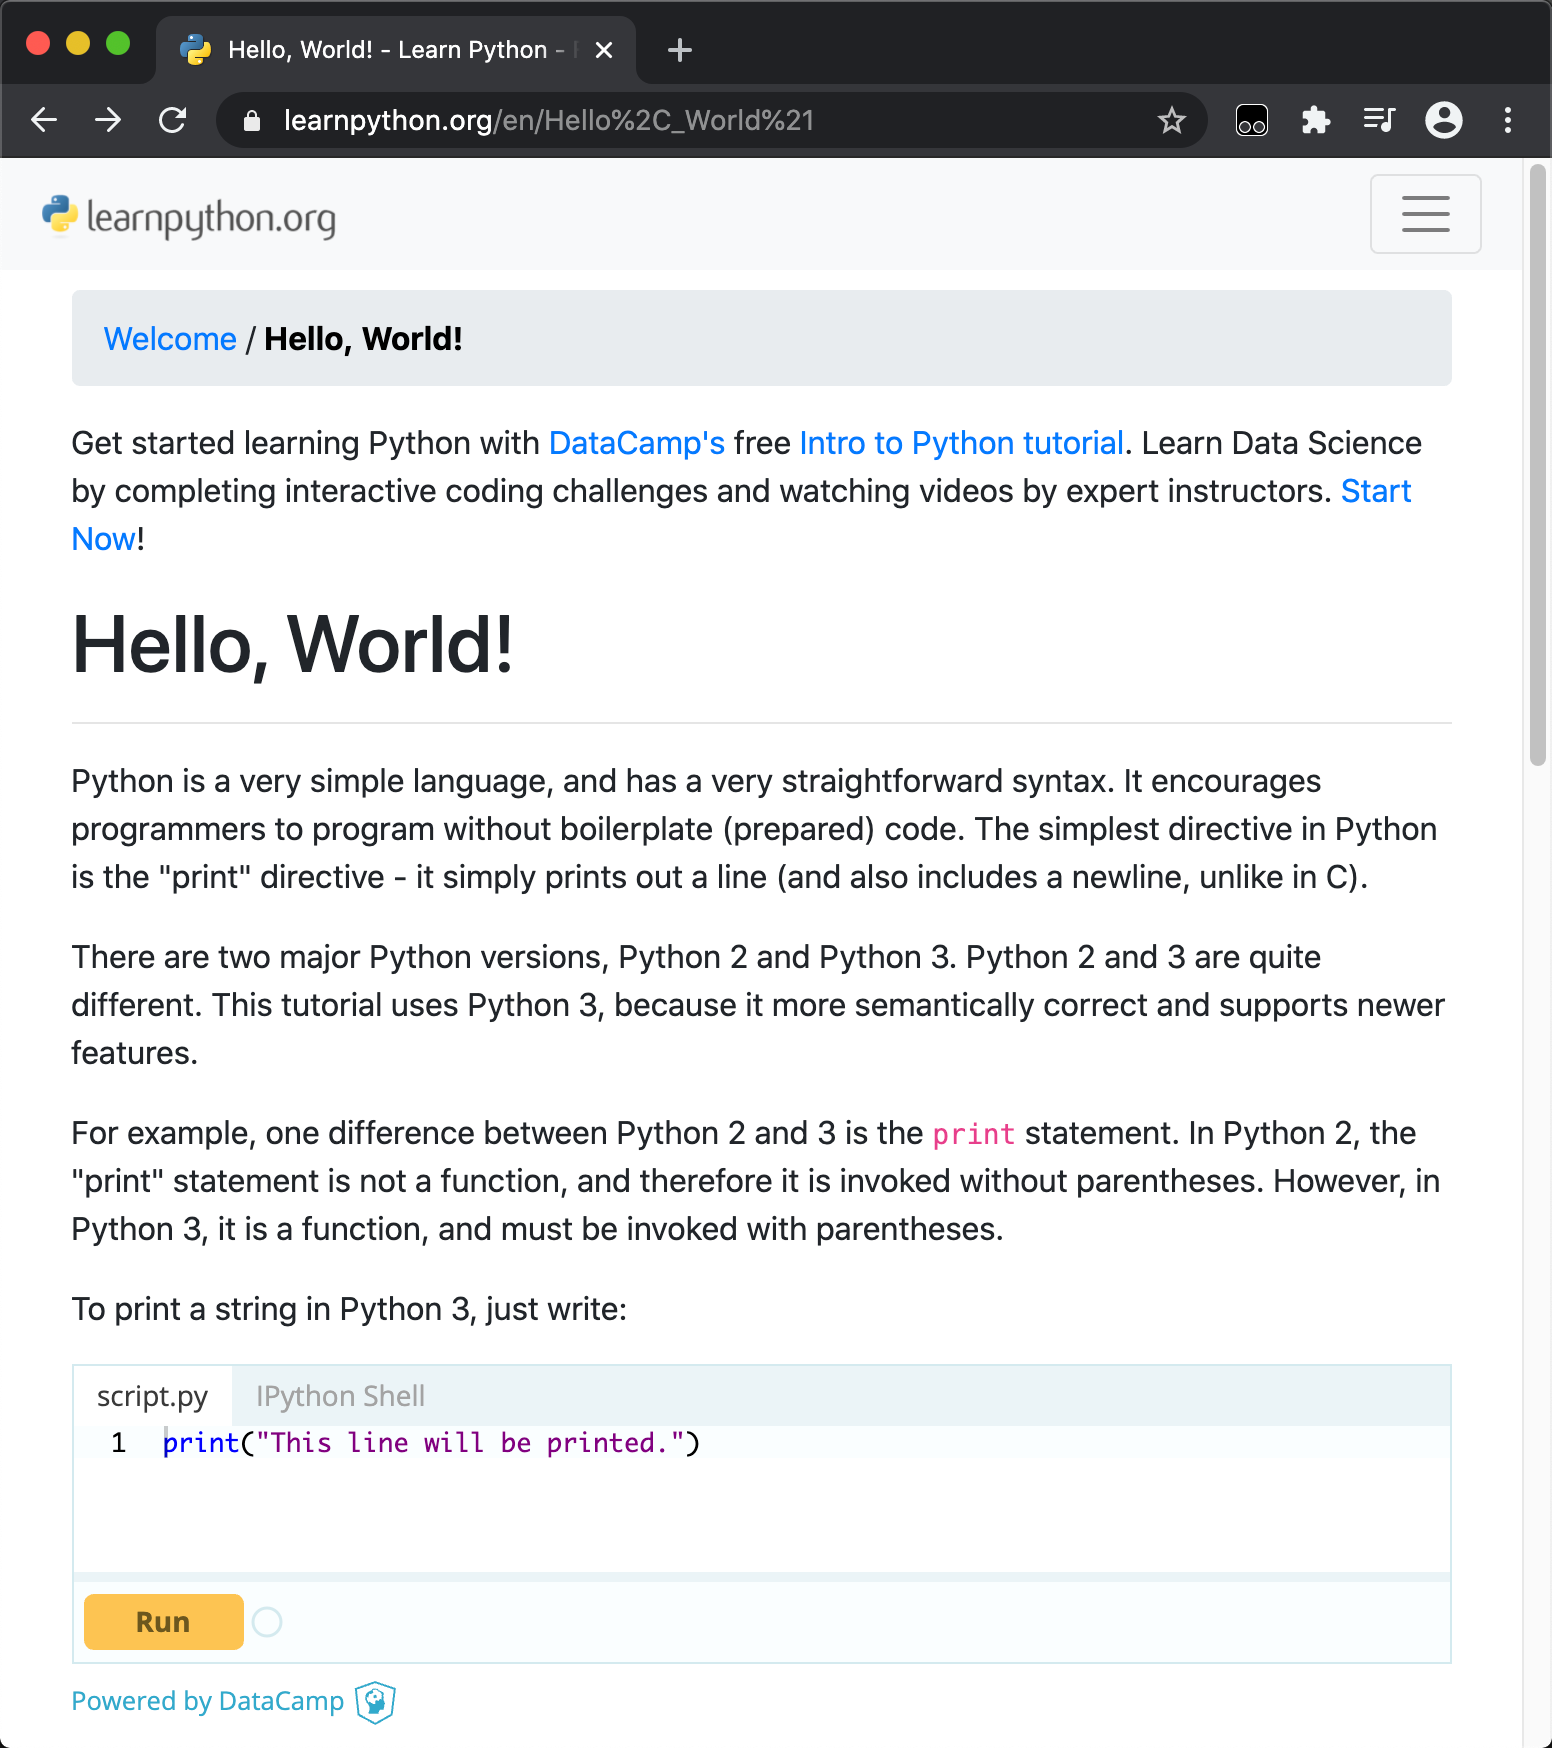 Hello, World! - Learn Python -
learnpython.org/en/Hello%2C_World%21
learnpython.org
Welcome / Hello, World!
Get started learning Python with DataCamp's free Intro to Python tutorial. Learn Data Science
by completing interactive coding challenges and watching videos by expert instructors. Start
Now!
Hello, World!
Python is a very simple language, and has a very straightforward syntax. It encourages
programmers to program without boilerplate (prepared) code. The simplest directive in Python
is the "print" directive - it simply prints out a line (and also includes a newline, unlike in C).
There are two major Python versions, Python 2 and Python 3. Python 2 and 3 are quite
different. This tutorial uses Python 3, because it more semantically correct and supports newer
features.
For example, one difference between Python 2 and 3 is the print statement. In Python 2, the
"print" statement is not a function, and therefore it is invoked without parentheses. However, in
Python 3, it is a function, and must be invoked with parentheses.
To print a string in Python 3, just write:
script.py IPython Shell
1 print("This line will be printed.")
Run
Powered by DataCamp